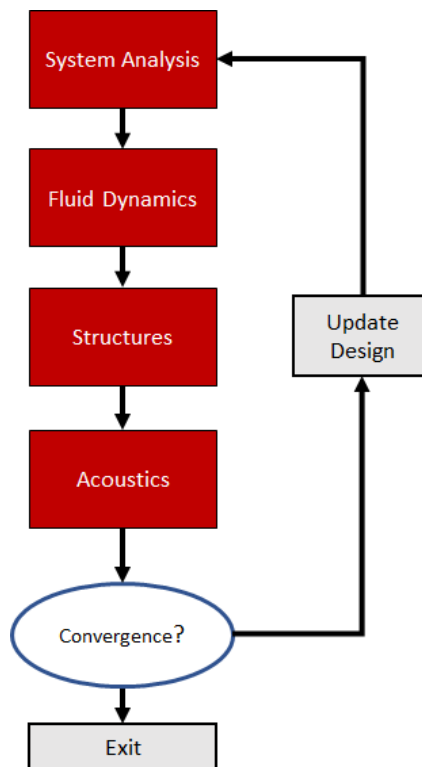 System Analysis
Fluid Dynamics
Structures
Update
Design
Acoustics
Convergence?
Exit